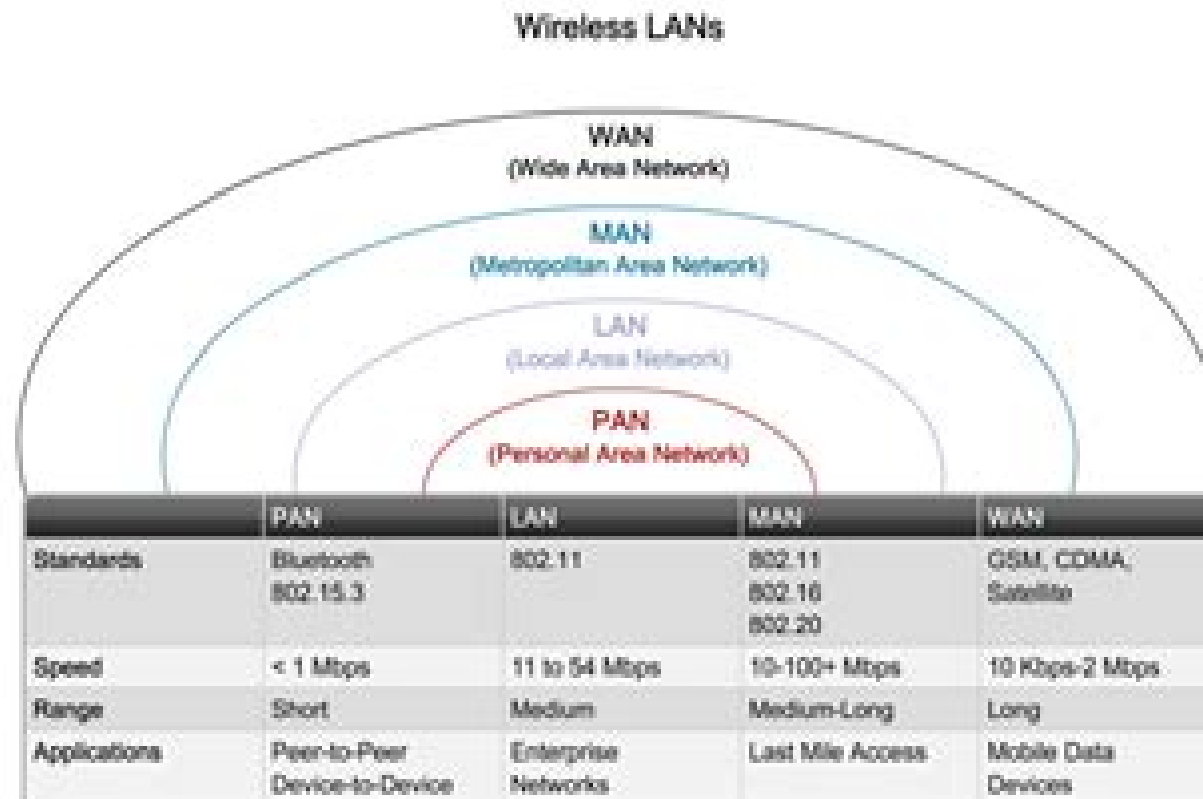 Wireless LANs
WAN
(Wide Area Network)
MAN
(Metropolitan Area Network)
LAN
(Local Area Network)
PAN
(Personal Area Network)
PAN LAN MAN WAN
Standards Bluetooth 802.11 802.11 GSM, CDMA,
802.15.3 802.16 Satellite
802.20
Speed < 1 Mbps 11 to 54 Mbps 10-100+ Mbps 10 Kbps-2 Mbps
Range Short Medium Medium-Long Long
Applications Peer-to-Peer Enterprise Last Mile Access Mobile Data
Device-to-Device Networks Devices